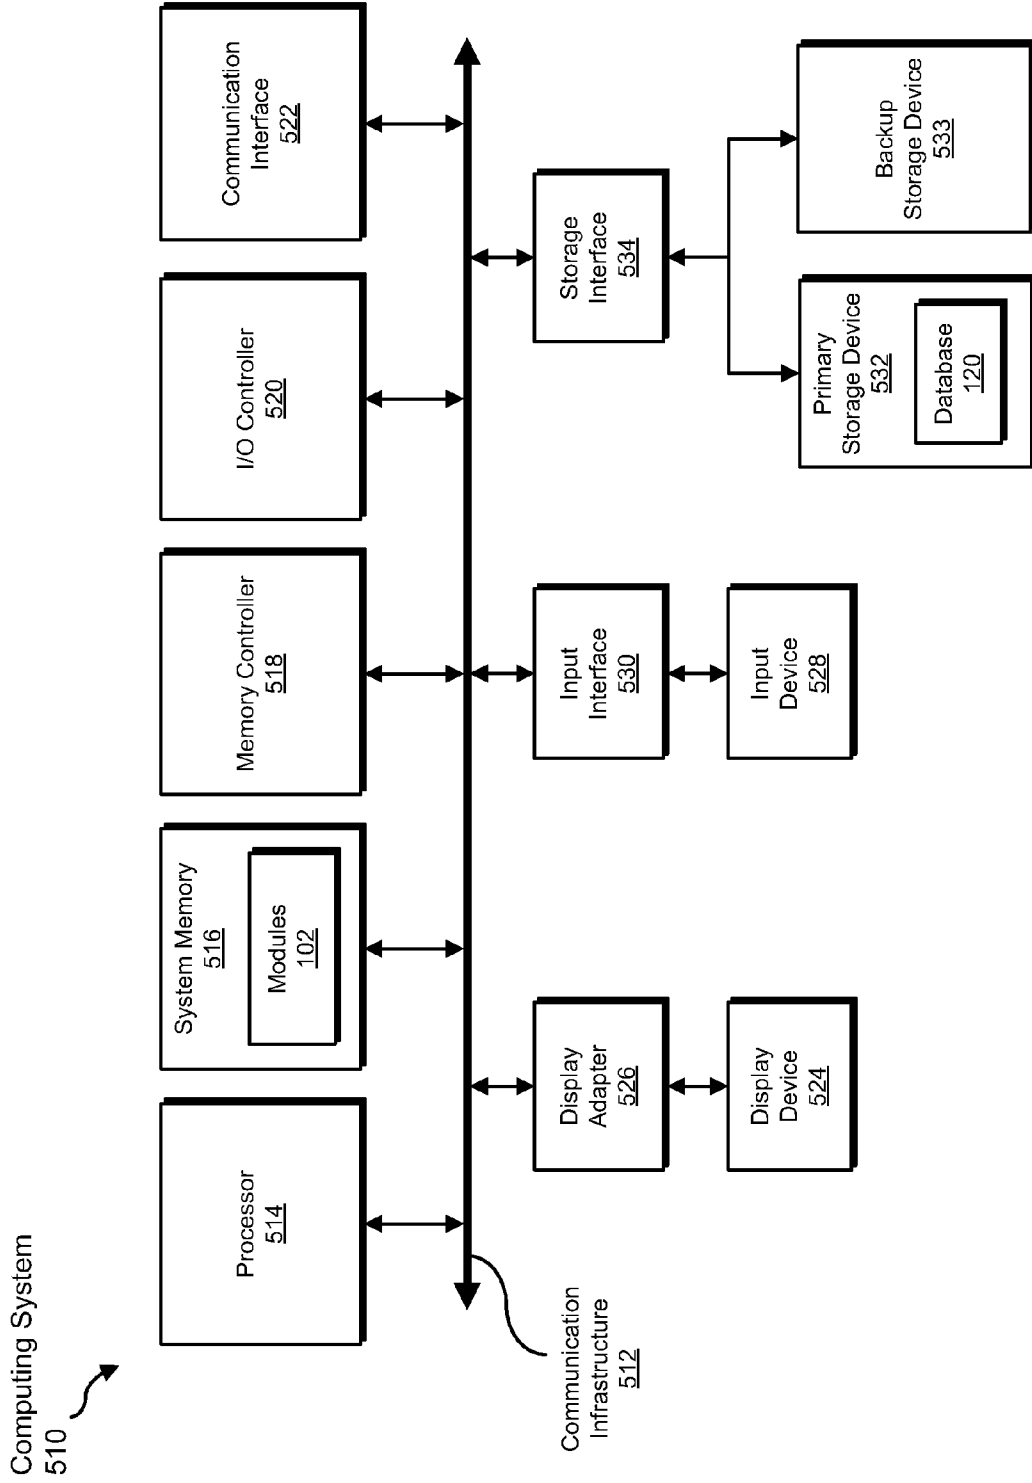 Computing System
510
Processor
514
System Memory
516
Modules
102
Memory Controller
518
I/O Controller
520
Communication
Interface
522
Communication
Infrastructure
512
Display
Adapter
526
Input
Interface
530
Storage
Interface
534
Display
Device
524
Input
Device
528
Primary
Storage Device
532
Database
120
Backup
Storage Device
533